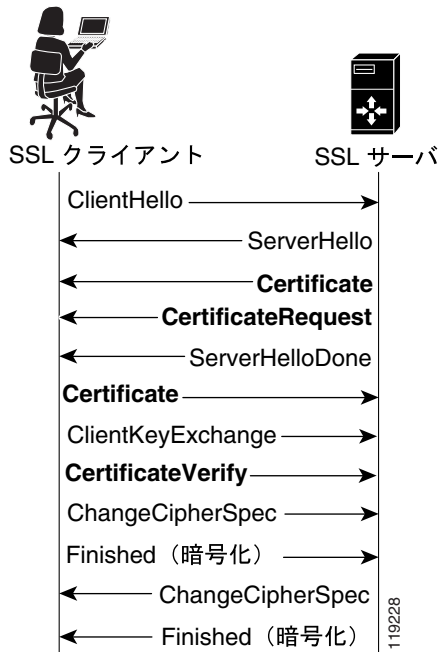 SSL クライアント
SSL サーバ
ClientHello
ServerHello
Certificate
CertificateRequest
ServerHelloDone
Certificate
ClientKeyExchange
CertificateVerify
ChangeCipherSpec
Finished（暗号化）
ChangeCipherSpec
Finished（暗号化）
119228